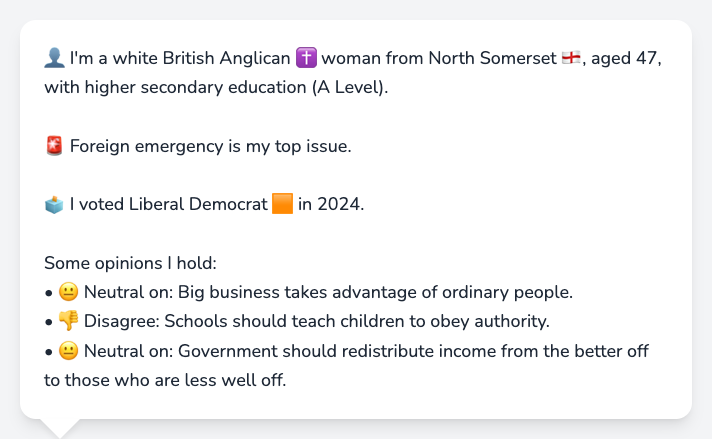 👤 I'm a white British Anglican ✝️ woman from North Somerset 🏴󠁧󠁢󠁥󠁮󠁧󠁿, aged 47,
with higher secondary education (A Level).
🚨 Foreign emergency is my top issue.
🗳️ I voted Liberal Democrat 🟧 in 2024.
Some opinions I hold:
• 😐 Neutral on: Big business takes advantage of ordinary people.
• 👎 Disagree: Schools should teach children to obey authority.
• 😐 Neutral on: Government should redistribute income from the better off
to those who are less well off.